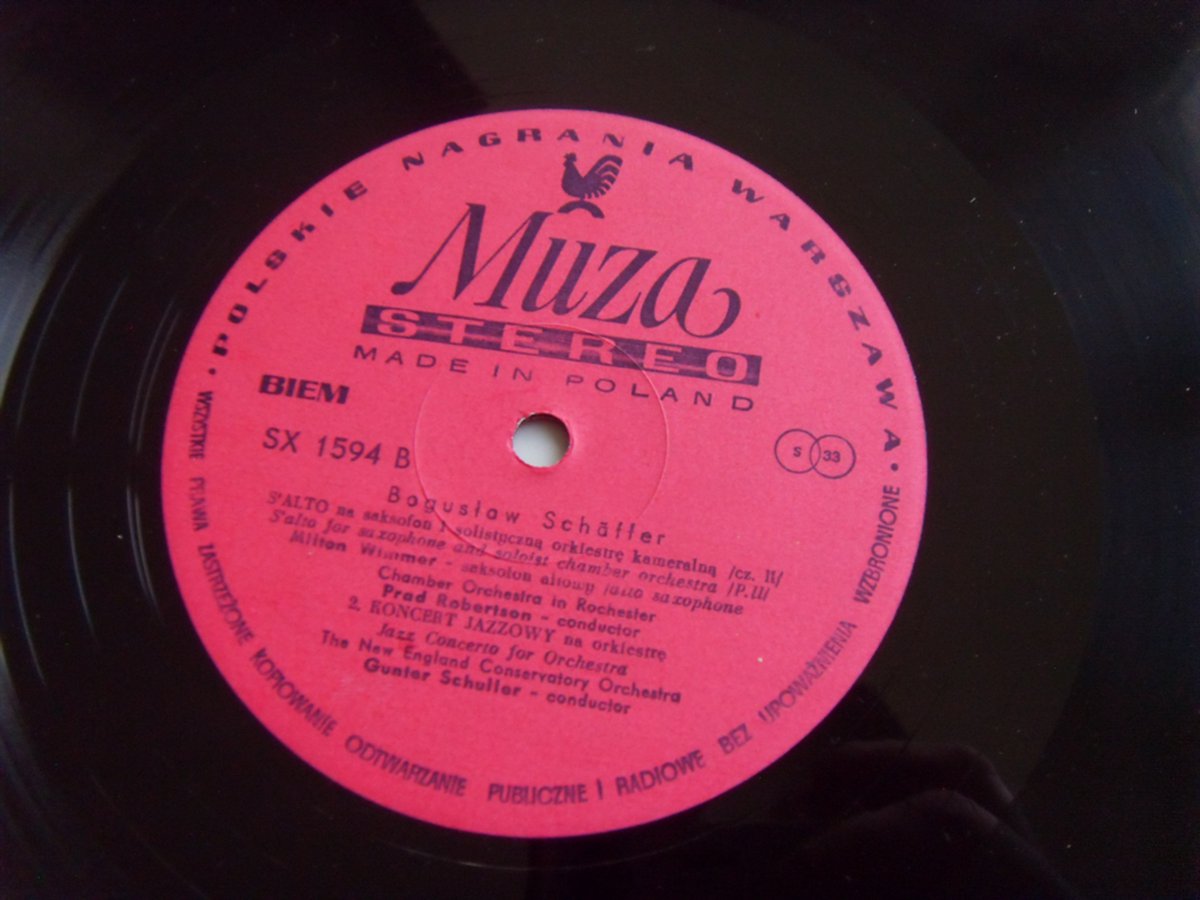 • POLSKIE NAGRANIA WARSZAWA •
Muza
STEREO
MADE IN POLAND
BIEM
SX 1594 B
S 33
Bogusław Schäffer
S'ALTO na saksofon i solistyczną orkiestrę kameralną /cz. II/
S'alto for saxophone and soloist chamber orchestra /P.II/
Milton Wimmer - saksofon altowy /alto saxophone
Chamber Orchestra in Rochester
Prad Robertson - conductor
2. KONCERT JAZZOWY na orkiestrę
Jazz Concerto for Orchestra
The New England Conservatory Orchestra
Gunter Schuller - conductor
WSZYSTKIE PRAWA ZASTRZEŻONE KOPIOWANIE ODTWARZANIE PUBLICZNE I RADIOWE BEZ UPOWAŻNIENIA WZBRONIONE